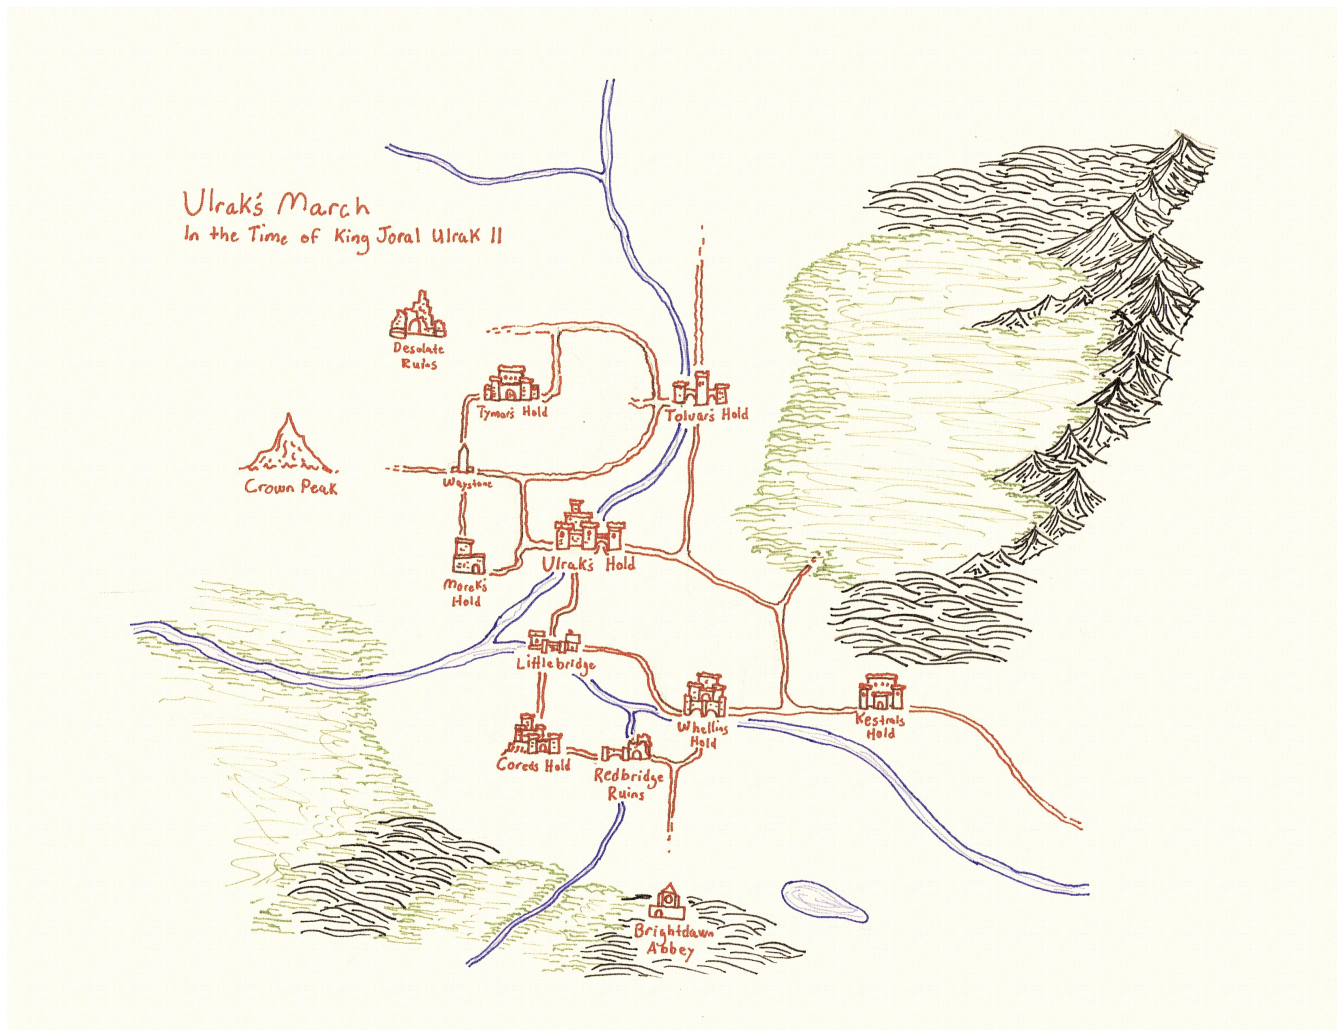 Ulrak's March
In the Time of King Joral Ulrak II
Desolate
Ruins
Tymar's Hold
Tolvar's Hold
Crown Peak
Waystone
Ulrak's Hold
Morek's
Hold
Littlebridge
Whellins
Hold
Kestrals
Hold
Coreds Hold
Redbridge
Ruins
Brightdawn
Abbey